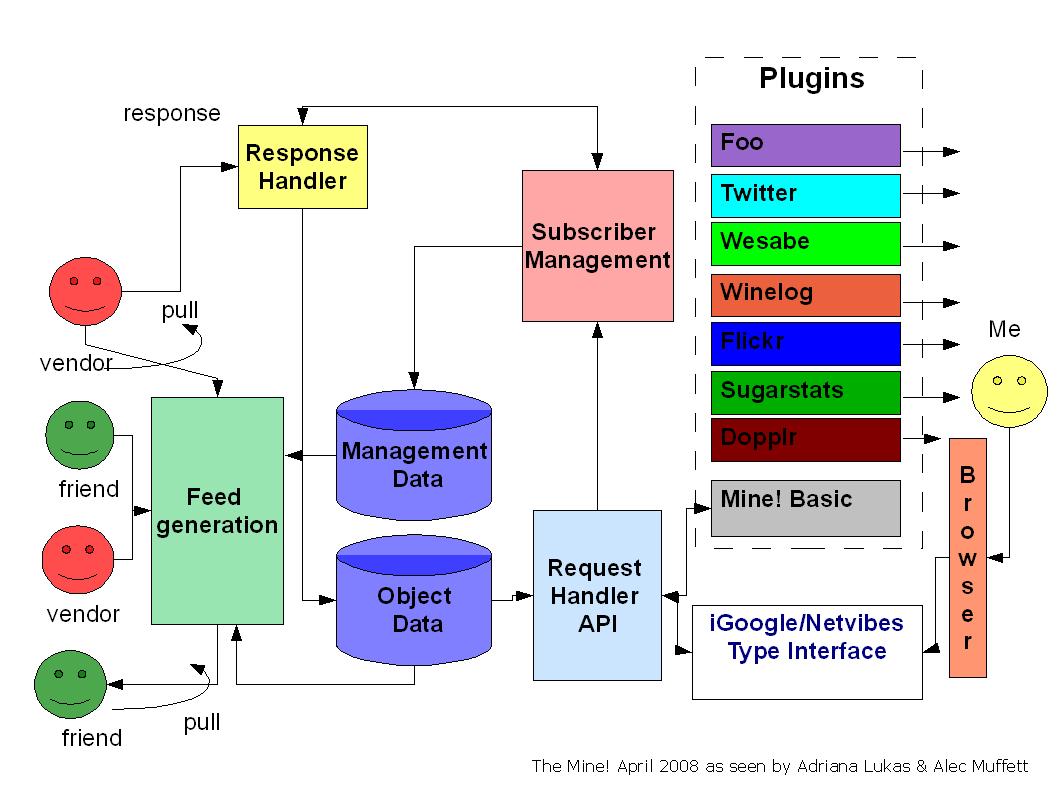 Plugins
response
Response
Handler
Foo
Twitter
Subscriber
Management
Wesabe
Winelog
pull
Me
Flickr
vendor
Sugarstats
Dopplr
Management
Data
friend
Feed
generation
Mine! Basic
Browser
Request
Handler
API
Object
Data
vendor
iGoogle/Netvibes
Type Interface
pull
friend
The Mine! April 2008 as seen by Adriana Lukas & Alec Muffett